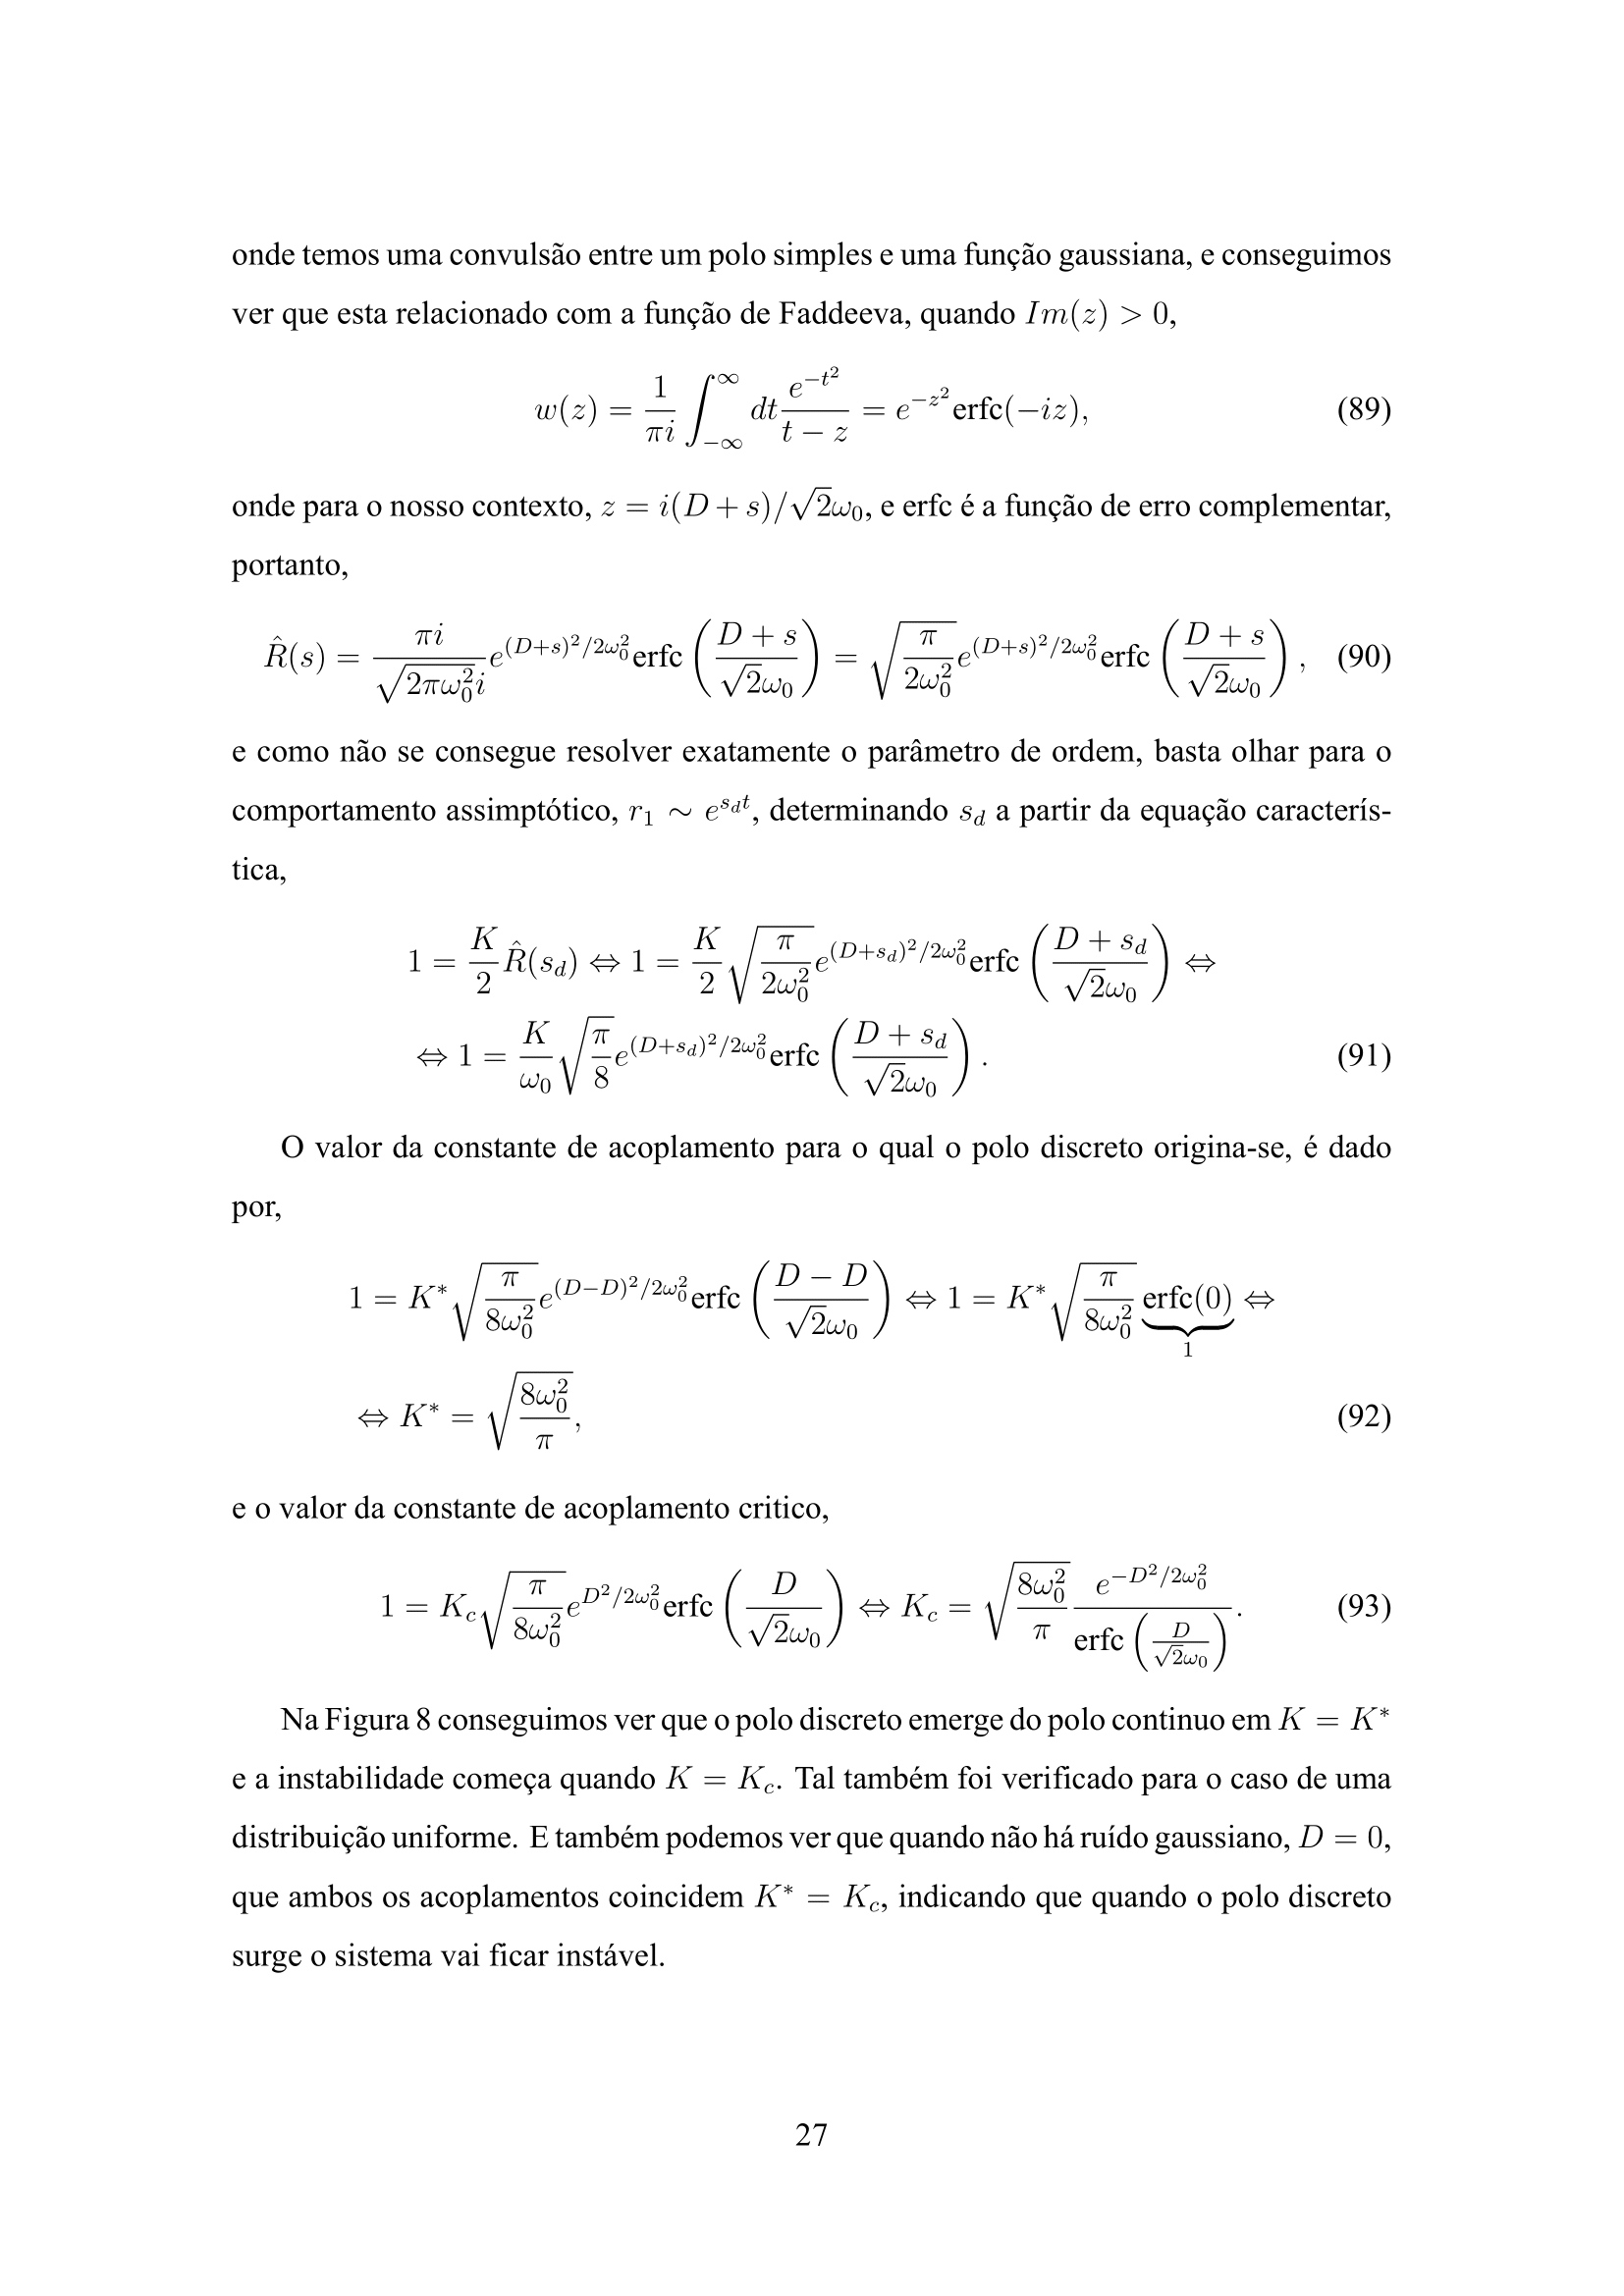 onde temos uma convulsão entre um polo simples e uma função gaussiana, e conseguimos
ver que esta relacionado com a função de Faddeeva, quando $Im(z) > 0$,
$$w(z) = \frac{1}{\pi i} \int_{-\infty}^{\infty} dt \frac{e^{-t^2}}{t - z} = e^{-z^2} \text{erfc}(-iz), \quad (89)$$
onde para o nosso contexto, $z = i(D + s)/\sqrt{2}\omega_0$, e erfc é a função de erro complementar,
portanto,
$$\hat{R}(s) = \frac{\pi i}{\sqrt{2\pi\omega_0^2} i} e^{(D+s)^2/2\omega_0^2} \text{erfc}\left(\frac{D + s}{\sqrt{2}\omega_0}\right) = \sqrt{\frac{\pi}{2\omega_0^2}} e^{(D+s)^2/2\omega_0^2} \text{erfc}\left(\frac{D + s}{\sqrt{2}\omega_0}\right), \quad (90)$$
e como não se consegue resolver exatamente o parâmetro de ordem, basta olhar para o
comportamento assimptótico, $r_1 \sim e^{s_d t}$, determinando $s_d$ a partir da equação caracterís-
tica,
$$1 = \frac{K}{2} \hat{R}(s_d) \Leftrightarrow 1 = \frac{K}{2} \sqrt{\frac{\pi}{2\omega_0^2}} e^{(D+s_d)^2/2\omega_0^2} \text{erfc}\left(\frac{D + s_d}{\sqrt{2}\omega_0}\right) \Leftrightarrow$$
$$\Leftrightarrow 1 = \frac{K}{\omega_0} \sqrt{\frac{\pi}{8}} e^{(D+s_d)^2/2\omega_0^2} \text{erfc}\left(\frac{D + s_d}{\sqrt{2}\omega_0}\right). \quad (91)$$
O valor da constante de acoplamento para o qual o polo discreto origina-se, é dado
por,
$$1 = K^* \sqrt{\frac{\pi}{8\omega_0^2}} e^{(D-D)^2/2\omega_0^2} \text{erfc}\left(\frac{D - D}{\sqrt{2}\omega_0}\right) \Leftrightarrow 1 = K^* \sqrt{\frac{\pi}{8\omega_0^2}} \underbrace{\text{erfc}(0)}_{1} \Leftrightarrow$$
$$\Leftrightarrow K^* = \sqrt{\frac{8\omega_0^2}{\pi}}, \quad (92)$$
e o valor da constante de acoplamento critico,
$$1 = K_c \sqrt{\frac{\pi}{8\omega_0^2}} e^{D^2/2\omega_0^2} \text{erfc}\left(\frac{D}{\sqrt{2}\omega_0}\right) \Leftrightarrow K_c = \sqrt{\frac{8\omega_0^2}{\pi}} \frac{e^{-D^2/2\omega_0^2}}{\text{erfc}\left(\frac{D}{\sqrt{2}\omega_0}\right)}. \quad (93)$$
Na Figura 8 conseguimos ver que o polo discreto emerge do polo continuo em $K = K^*$
e a instabilidade começa quando $K = K_c$. Tal também foi verificado para o caso de uma
distribuição uniforme. E também podemos ver que quando não há ruído gaussiano, $D = 0$,
que ambos os acoplamentos coincidem $K^* = K_c$, indicando que quando o polo discreto
surge o sistema vai ficar instável.
27